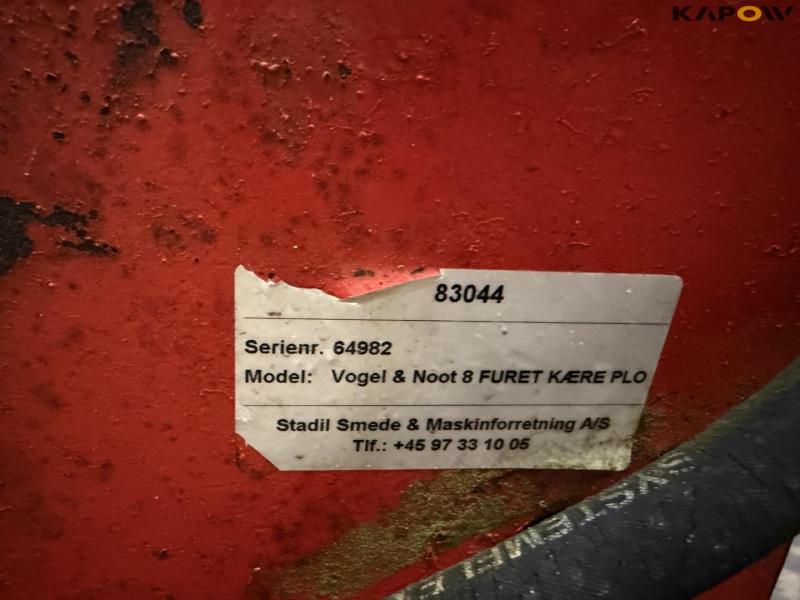 KAPOW
83044
Serienr. 64982
Model: Vogel & Noot 8 FURET KÆRE PLO
Stadil Smede & Maskinforretning A/S
Tlf.: +45 97 33 10 05